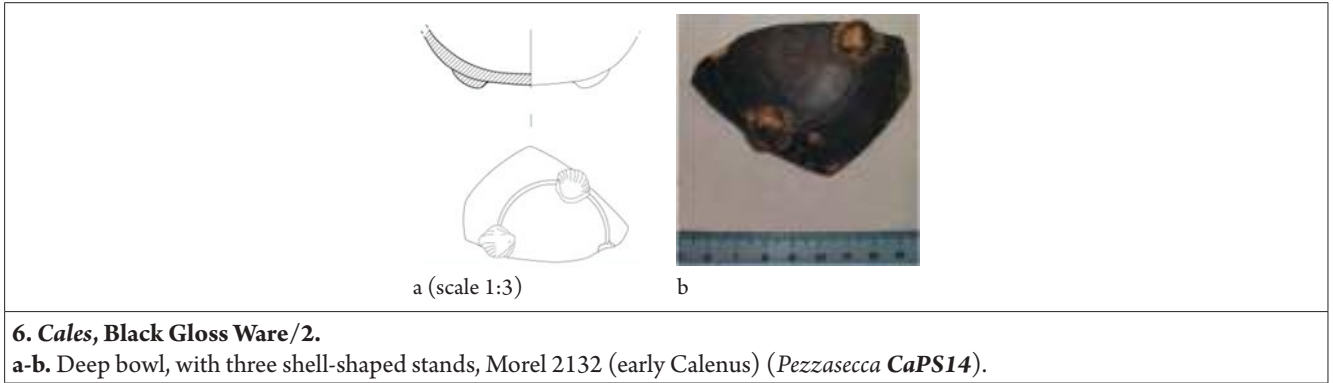 a (scale 1:3)
b
6. Cales, Black Gloss Ware/2.
a-b. Deep bowl, with three shell-shaped stands, Morel 2132 (early Calenus) (Pezzasecca CaPS14).